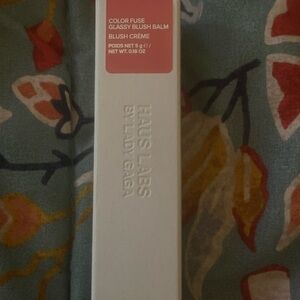 COLOR FUSE
GLASSY BLUSH BALM
BLUSH CRÈME
POIDS NET 5 g ℮ /
NET WT. 0.18 OZ
HAUS LABS
BY LADY GAGA